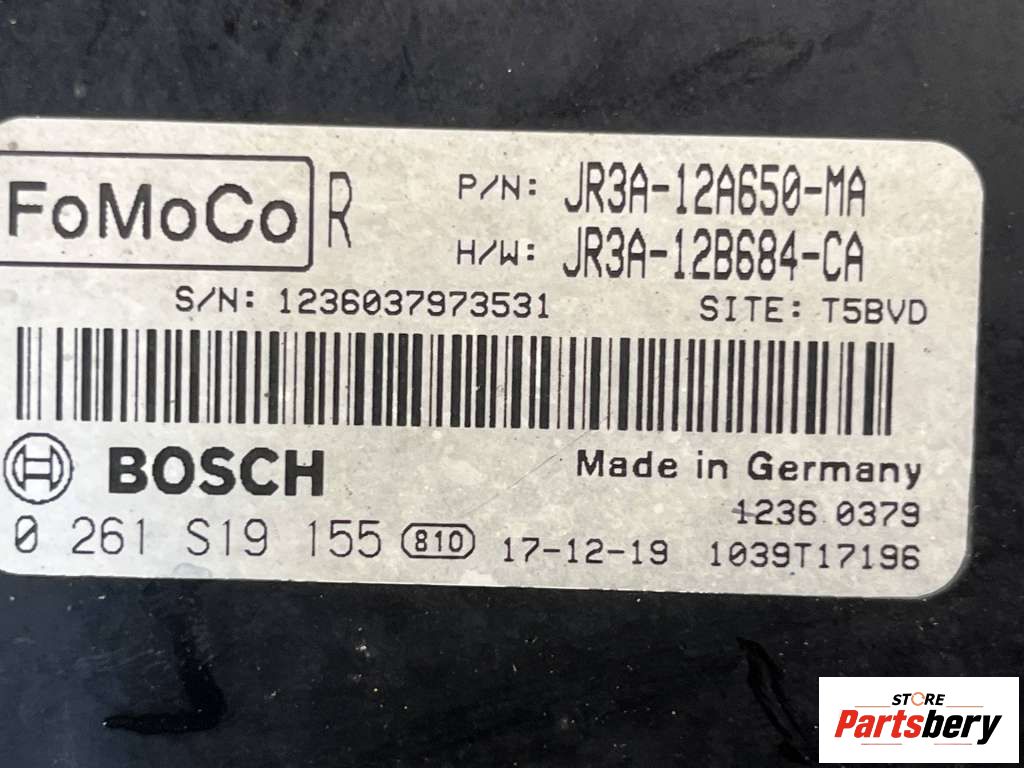 FoMoCo R P/N: JR3A-12A650-MA
H/W: JR3A-12B684-CA
S/N: 1236037973531 SITE: T5BVD
BOSCH Made in Germany
1236 0379
0 261 S19 155 810 17-12-19 1039T17196
STORE
Partsbery